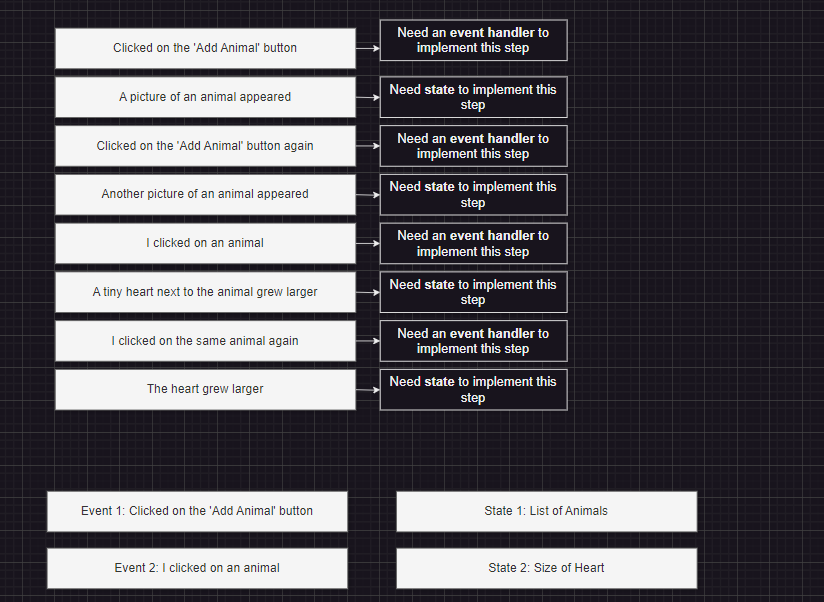 Clicked on the 'Add Animal' button
Need an event handler to
implement this step
A picture of an animal appeared
Need state to implement this
step
Clicked on the 'Add Animal' button again
Need an event handler to
implement this step
Another picture of an animal appeared
Need state to implement this
step
I clicked on an animal
Need an event handler to
implement this step
A tiny heart next to the animal grew larger
Need state to implement this
step
I clicked on the same animal again
Need an event handler to
implement this step
The heart grew larger
Need state to implement this
step
Event 1: Clicked on the 'Add Animal' button
State 1: List of Animals
Event 2: I clicked on an animal
State 2: Size of Heart